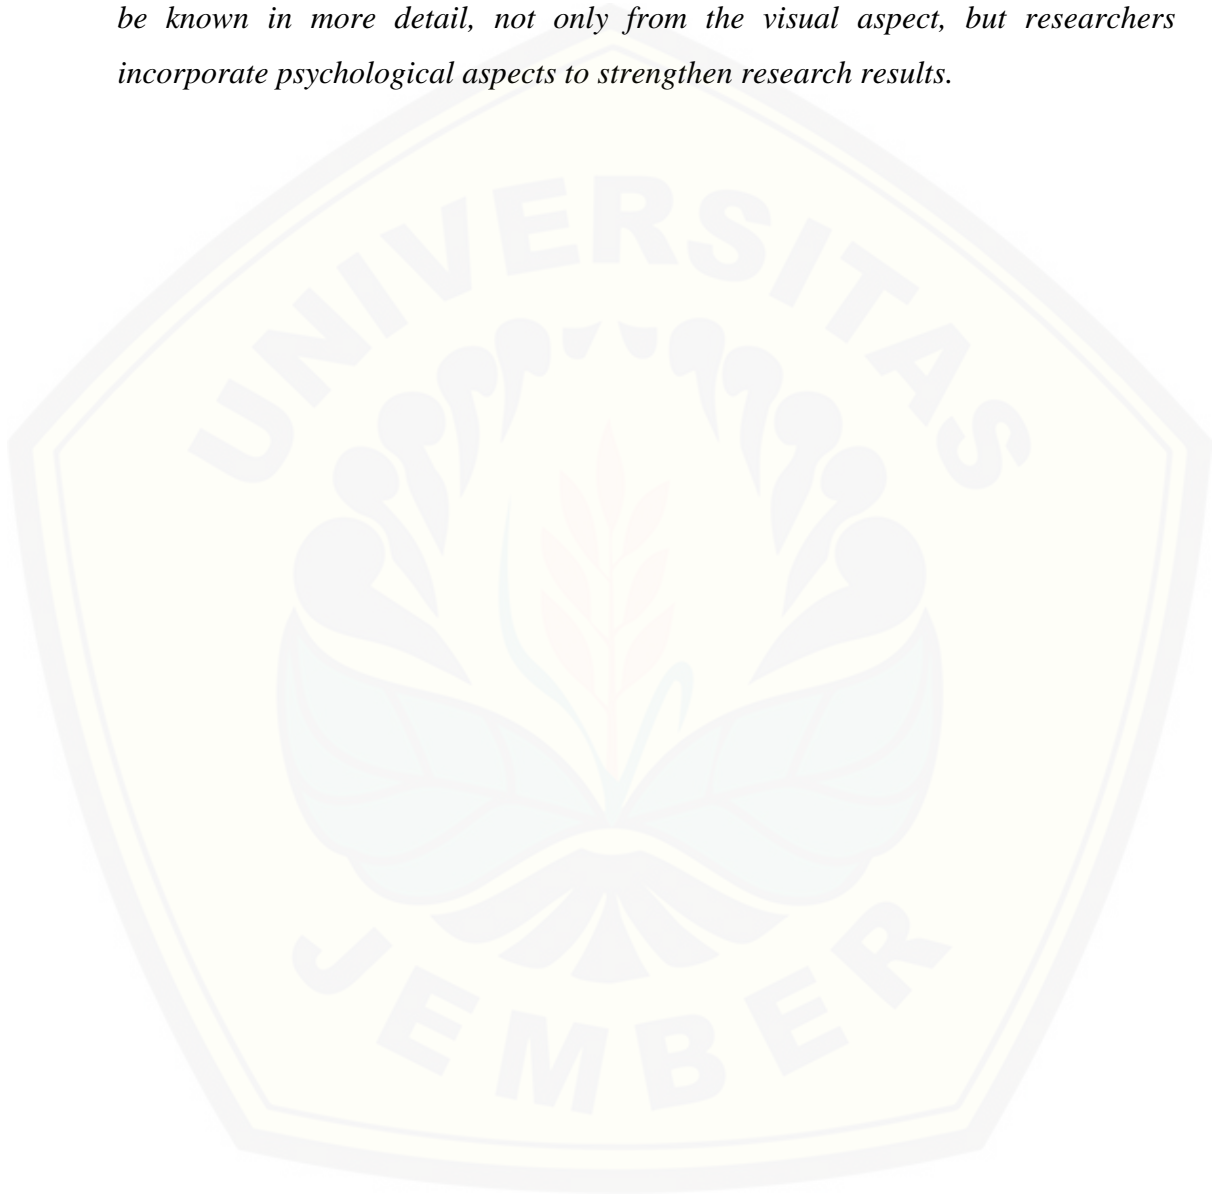 be known in more detail, not only from the visual aspect, but researchers
incorporate psychological aspects to strengthen research results.
UNIVERSITAS
JEMBER